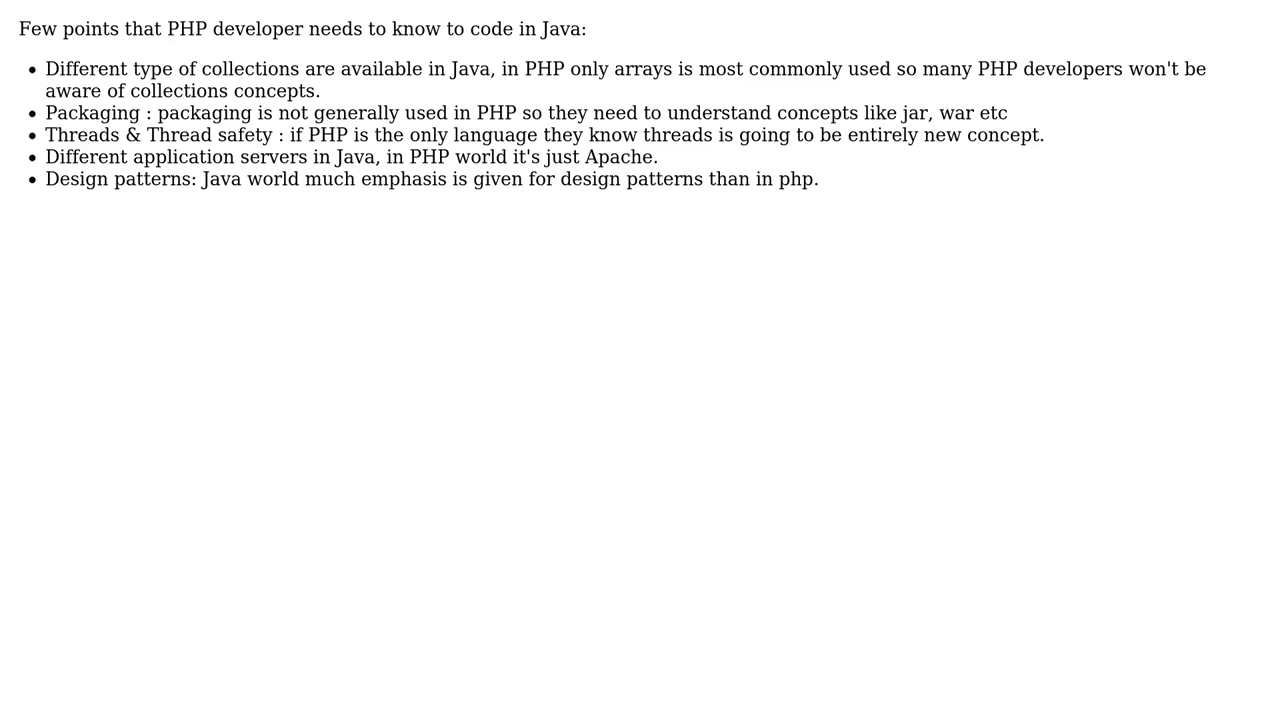 Few points that PHP developer needs to know to code in Java:
• Different type of collections are available in Java, in PHP only arrays is most commonly used so many PHP developers won't be
aware of collections concepts.
• Packaging : packaging is not generally used in PHP so they need to understand concepts like jar, war etc
• Threads & Thread safety : if PHP is the only language they know threads is going to be entirely new concept.
• Different application servers in Java, in PHP world it's just Apache.
• Design patterns: Java world much emphasis is given for design patterns than in php.